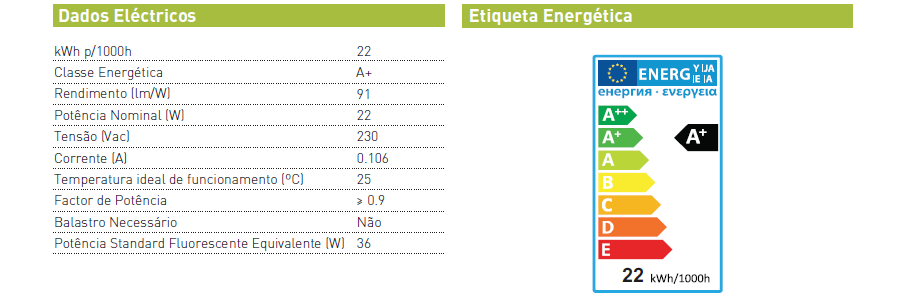 Dados Eléctricos
kWh p/1000h 22
Classe Energética A+
Rendimento (lm/W) 91
Potência Nominal (W) 22
Tensão (Vac) 230
Corrente (A) 0.106
Temperatura ideal de funcionamento (ºC) 25
Factor de Potência ≥ 0.9
Balastro Necessário Não
Potência Standard Fluorescente Equivalente (W) 36
Etiqueta Energética
ENERG Y IJA
IE IA
енергия · ενεργεια
A++
A+ A+
A
B
C
D
E
22 kWh/1000h